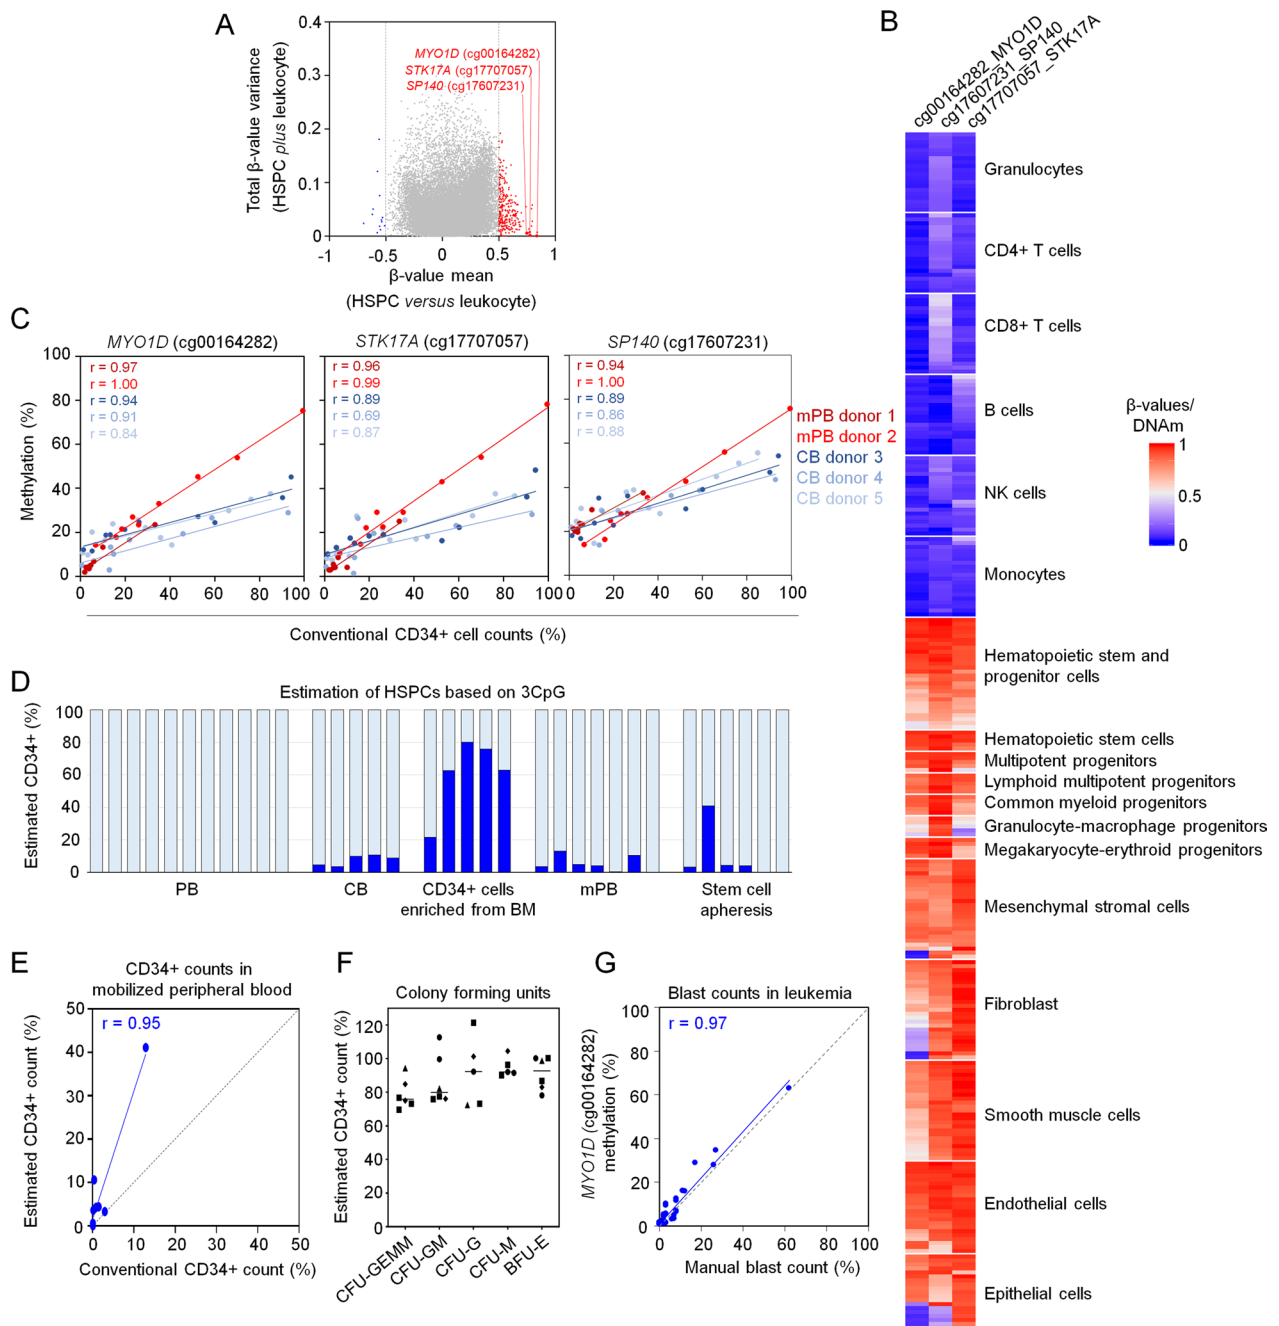 A
Total β-value variance
(HSPC plus leukocyte)
0.4
0.3
0.2
0.1
0
MYO1D (cg00164282)
STK17A (cg17707057)
SP140 (cg17607231)
-1
-0.5
0
0.5
1
β-value mean
(HSPC versus leukocyte)
B
cg00164282_MYO1D
cg17607231_SP140
cg17707057_STK17A
Granulocytes
CD4+ T cells
CD8+ T cells
B cells
NK cells
Monocytes
Hematopoietic stem and
progenitor cells
Hematopoietic stem cells
Multipotent progenitors
Lymphoid multipotent progenitors
Common myeloid progenitors
Granulocyte-macrophage progenitors
Megakaryocyte-erythroid progenitors
Mesenchymal stromal cells
Fibroblast
Smooth muscle cells
Endothelial cells
Epithelial cells
β-values/
DNAm
1
0.5
0
C
MYO1D (cg00164282)
STK17A (cg17707057)
SP140 (cg17607231)
Methylation (%)
100
80
60
40
20
0
r = 0.97
r = 1.00
r = 0.94
r = 0.91
r = 0.84
r = 0.96
r = 0.99
r = 0.89
r = 0.69
r = 0.87
r = 0.94
r = 1.00
r = 0.89
r = 0.86
r = 0.88
mPB donor 1
mPB donor 2
CB donor 3
CB donor 4
CB donor 5
0 20 40 60 80 100
0 20 40 60 80 100
0 20 40 60 80 100
Conventional CD34+ cell counts (%)
D
Estimation of HSPCs based on 3CpG
Estimated CD34+ (%)
100
80
60
40
20
0
PB
CB
CD34+ cells
enriched from BM
mPB
Stem cell
apheresis
E
CD34+ counts in
mobilized peripheral blood
Estimated CD34+ count (%)
50
40
30
20
10
0
r = 0.95
0 10 20 30 40 50
Conventional CD34+ count (%)
F
Colony forming units
Estimated CD34+ count (%)
120
100
80
60
40
20
0
CFU-GEMM
CFU-GM
CFU-G
CFU-M
BFU-E
G
Blast counts in leukemia
MYO1D (cg00164282)
methylation (%)
100
80
60
40
20
0
r = 0.97
0 20 40 60 80 100
Manual blast count (%)